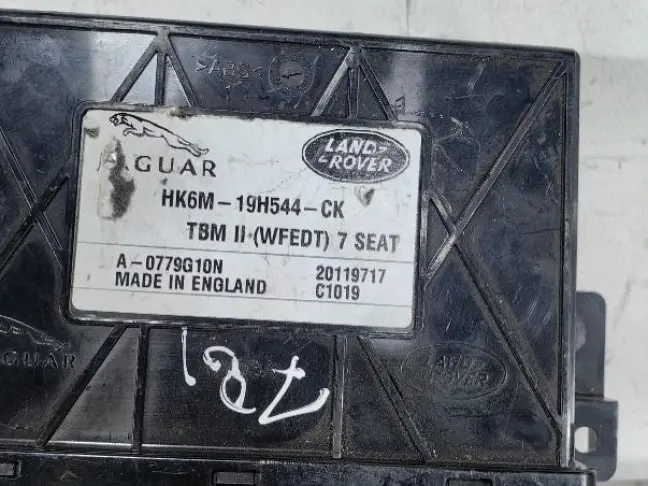 >ABS<
JAGUAR
LAND-
ROVER
HK6M-19H544-CK
TBM II (WFEDT) 7 SEAT
A-0779G10N 20119717
MADE IN ENGLAND C1019
JAGUAR
LAND-
ROVER